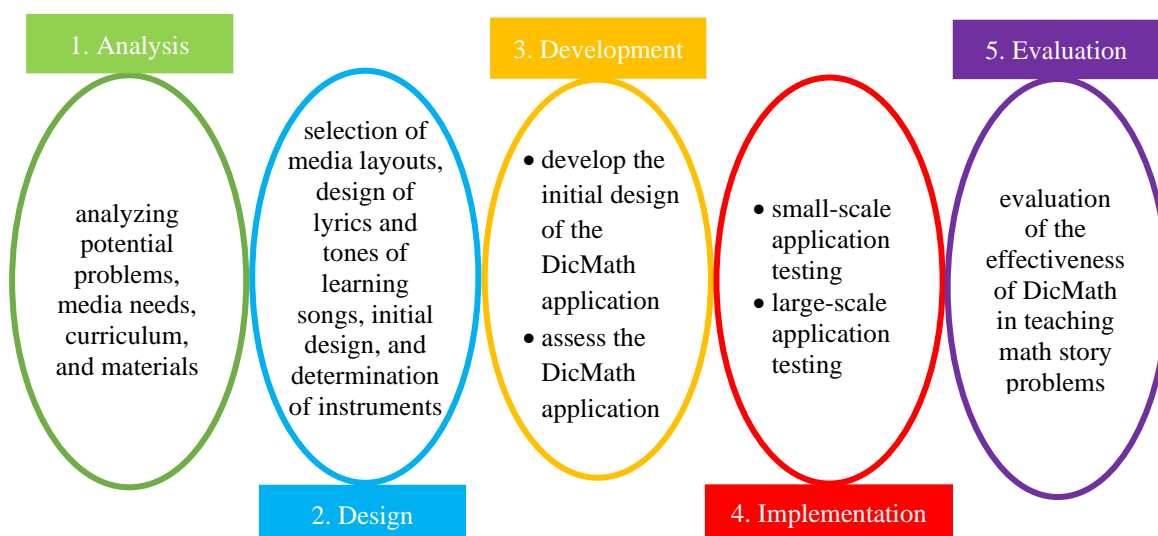 1. Analysis
analyzing
potential
problems,
media needs,
curriculum,
and materials
selection of
media layouts,
design of
lyrics and
tones of
learning
songs, initial
design, and
determination
of instruments
2. Design
3. Development
• develop the
initial design
of the
DicMath
application
• assess the
DicMath
application
• small-scale
application
testing
• large-scale
application
testing
4. Implementation
5. Evaluation
evaluation
of the
effectiveness
of DicMath
in teaching
math story
problems